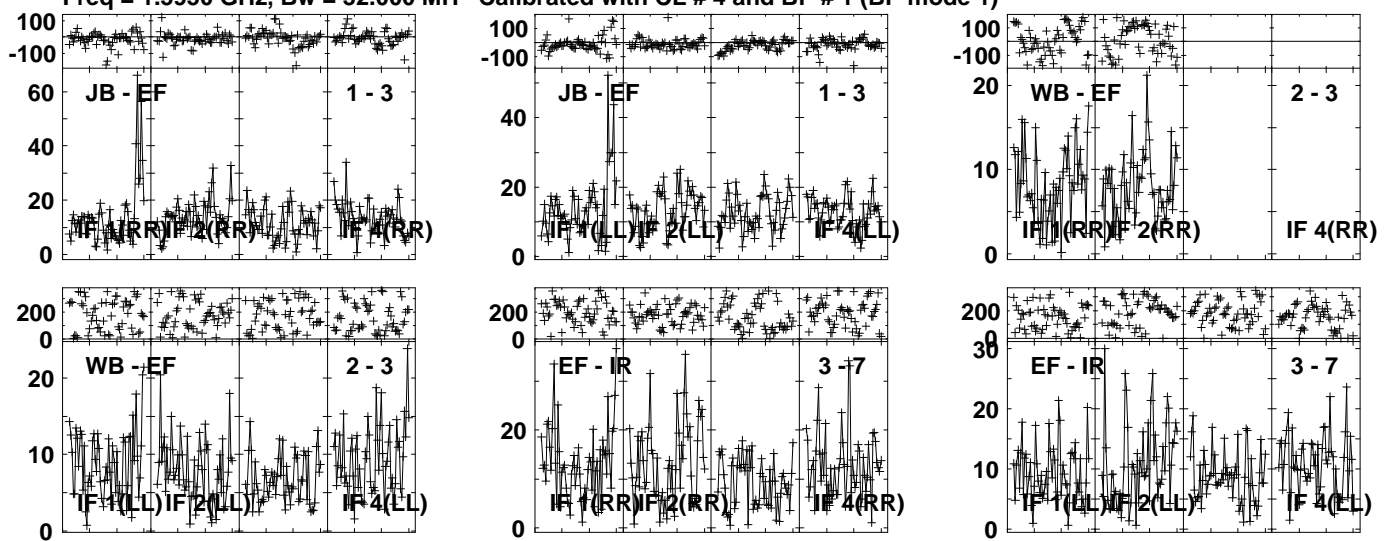 Freq = GHz, Bw = MH Calibrated with CL # 4 and BP # 1 (BP mode 1)
100
-100
60
40
20
0
JB - EF 1 - 3
IF 1(RR) IF 2(RR) IF 4(RR)
100
-100
40
20
0
JB - EF 1 - 3
IF 1(LL) IF 2(LL) IF 4(LL)
100
-100
20
10
0
WB - EF 2 - 3
IF 1(RR) IF 2(RR) IF 4(RR)
200
0
20
10
0
WB - EF 2 - 3
IF 1(LL) IF 2(LL) IF 4(LL)
200
0
20
0
EF - IR 3 - 7
IF 1(RR) IF 2(RR) IF 4(RR)
200
0
30
20
10
0
EF - IR 3 - 7
IF 1(LL) IF 2(LL) IF 4(LL)